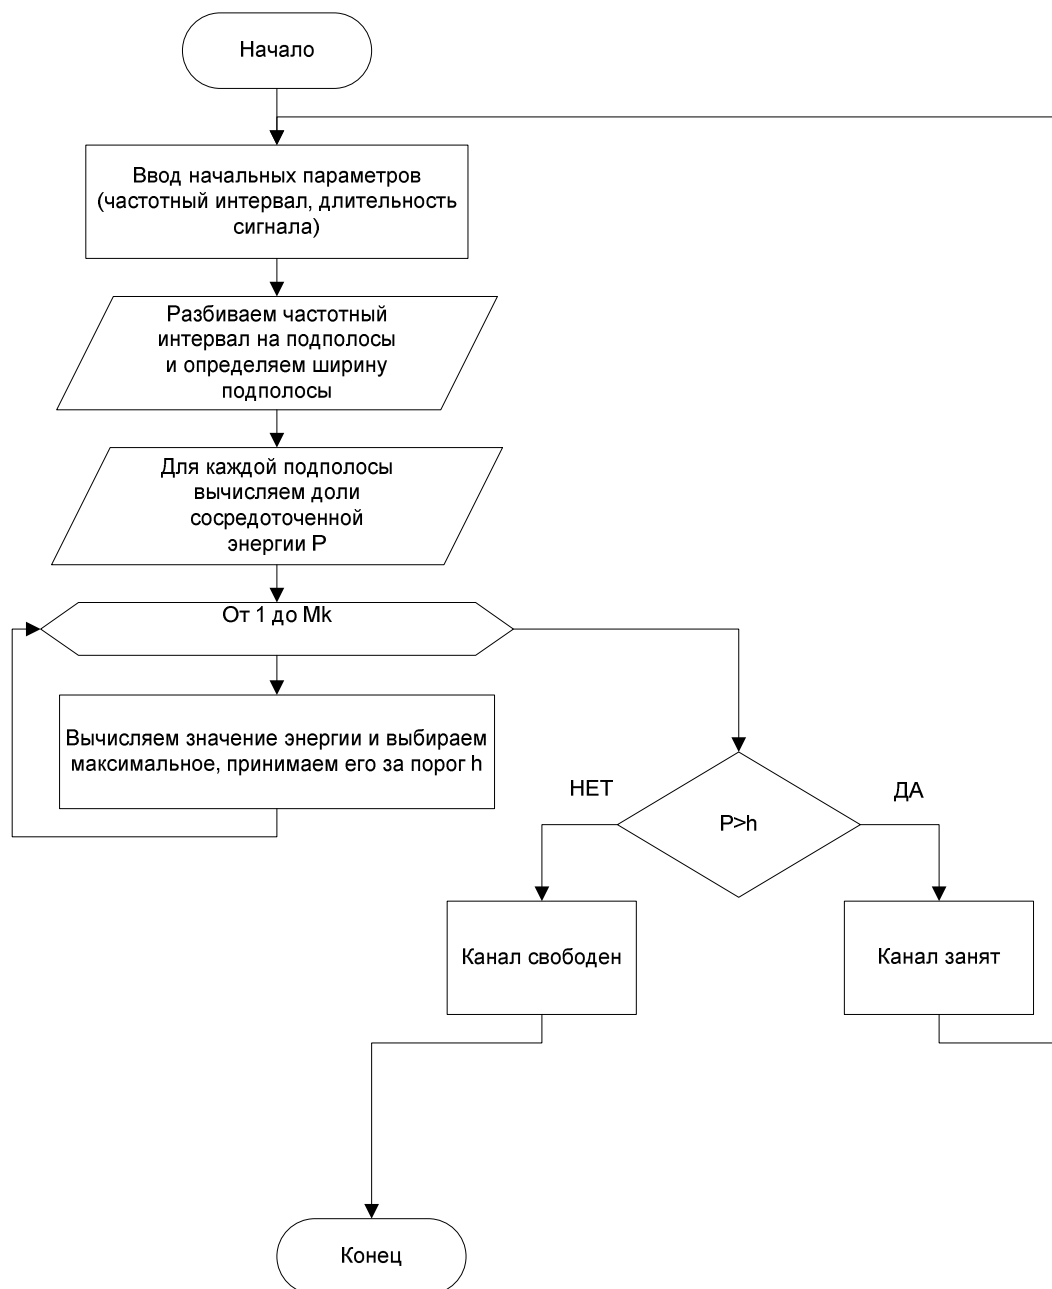 Начало
Ввод начальных параметров
(частотный интервал, длительность
сигнала)
Разбиваем частотный
интервал на подполосы
и определяем ширину
подполосы
Для каждой подполосы
вычисляем доли
сосредоточенной
энергии P
От 1 до Mk
Вычисляем значение энергии и выбираем
максимальное, принимаем его за порог h
НЕТ
ДА
P>h
Канал свободен
Канал занят
Конец